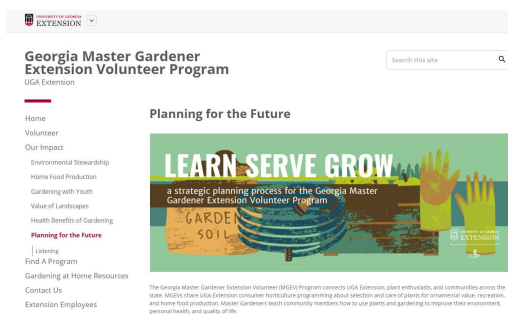 UNIVERSITY OF GEORGIA
EXTENSION
Georgia Master Gardener
Extension Volunteer Program
UGA Extension
Search this site
Home
Volunteer
Our Impact
Environmental Stewardship
Home Food Production
Gardening with Youth
Value of Landscapes
Health Benefits of Gardening
Planning for the Future
Listening
Find A Program
Gardening at Home Resources
Contact Us
Extension Employees
Planning for the Future
LEARN SERVE GROW
a strategic planning process for the Georgia Master
Gardener Extension Volunteer Program
GARDEN
SOIL
UNIVERSITY OF GEORGIA
EXTENSION
The Georgia Master Gardener Extension Volunteer (MGEV) Program connects UGA Extension, plant enthusiasts, and communities across the
state. MGEVs share UGA Extension consumer horticulture programming about selection and care of plants for ornamental value, recreation,
and home food production. Master Gardeners teach community members how to use plants and gardening to improve their environment,
personal health, and quality of life.